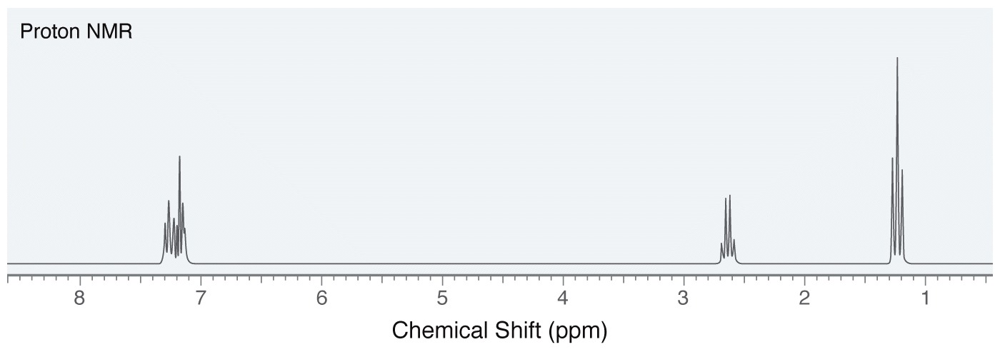 Proton NMR
8 7 6 5 4 3 2 1
Chemical Shift (ppm)